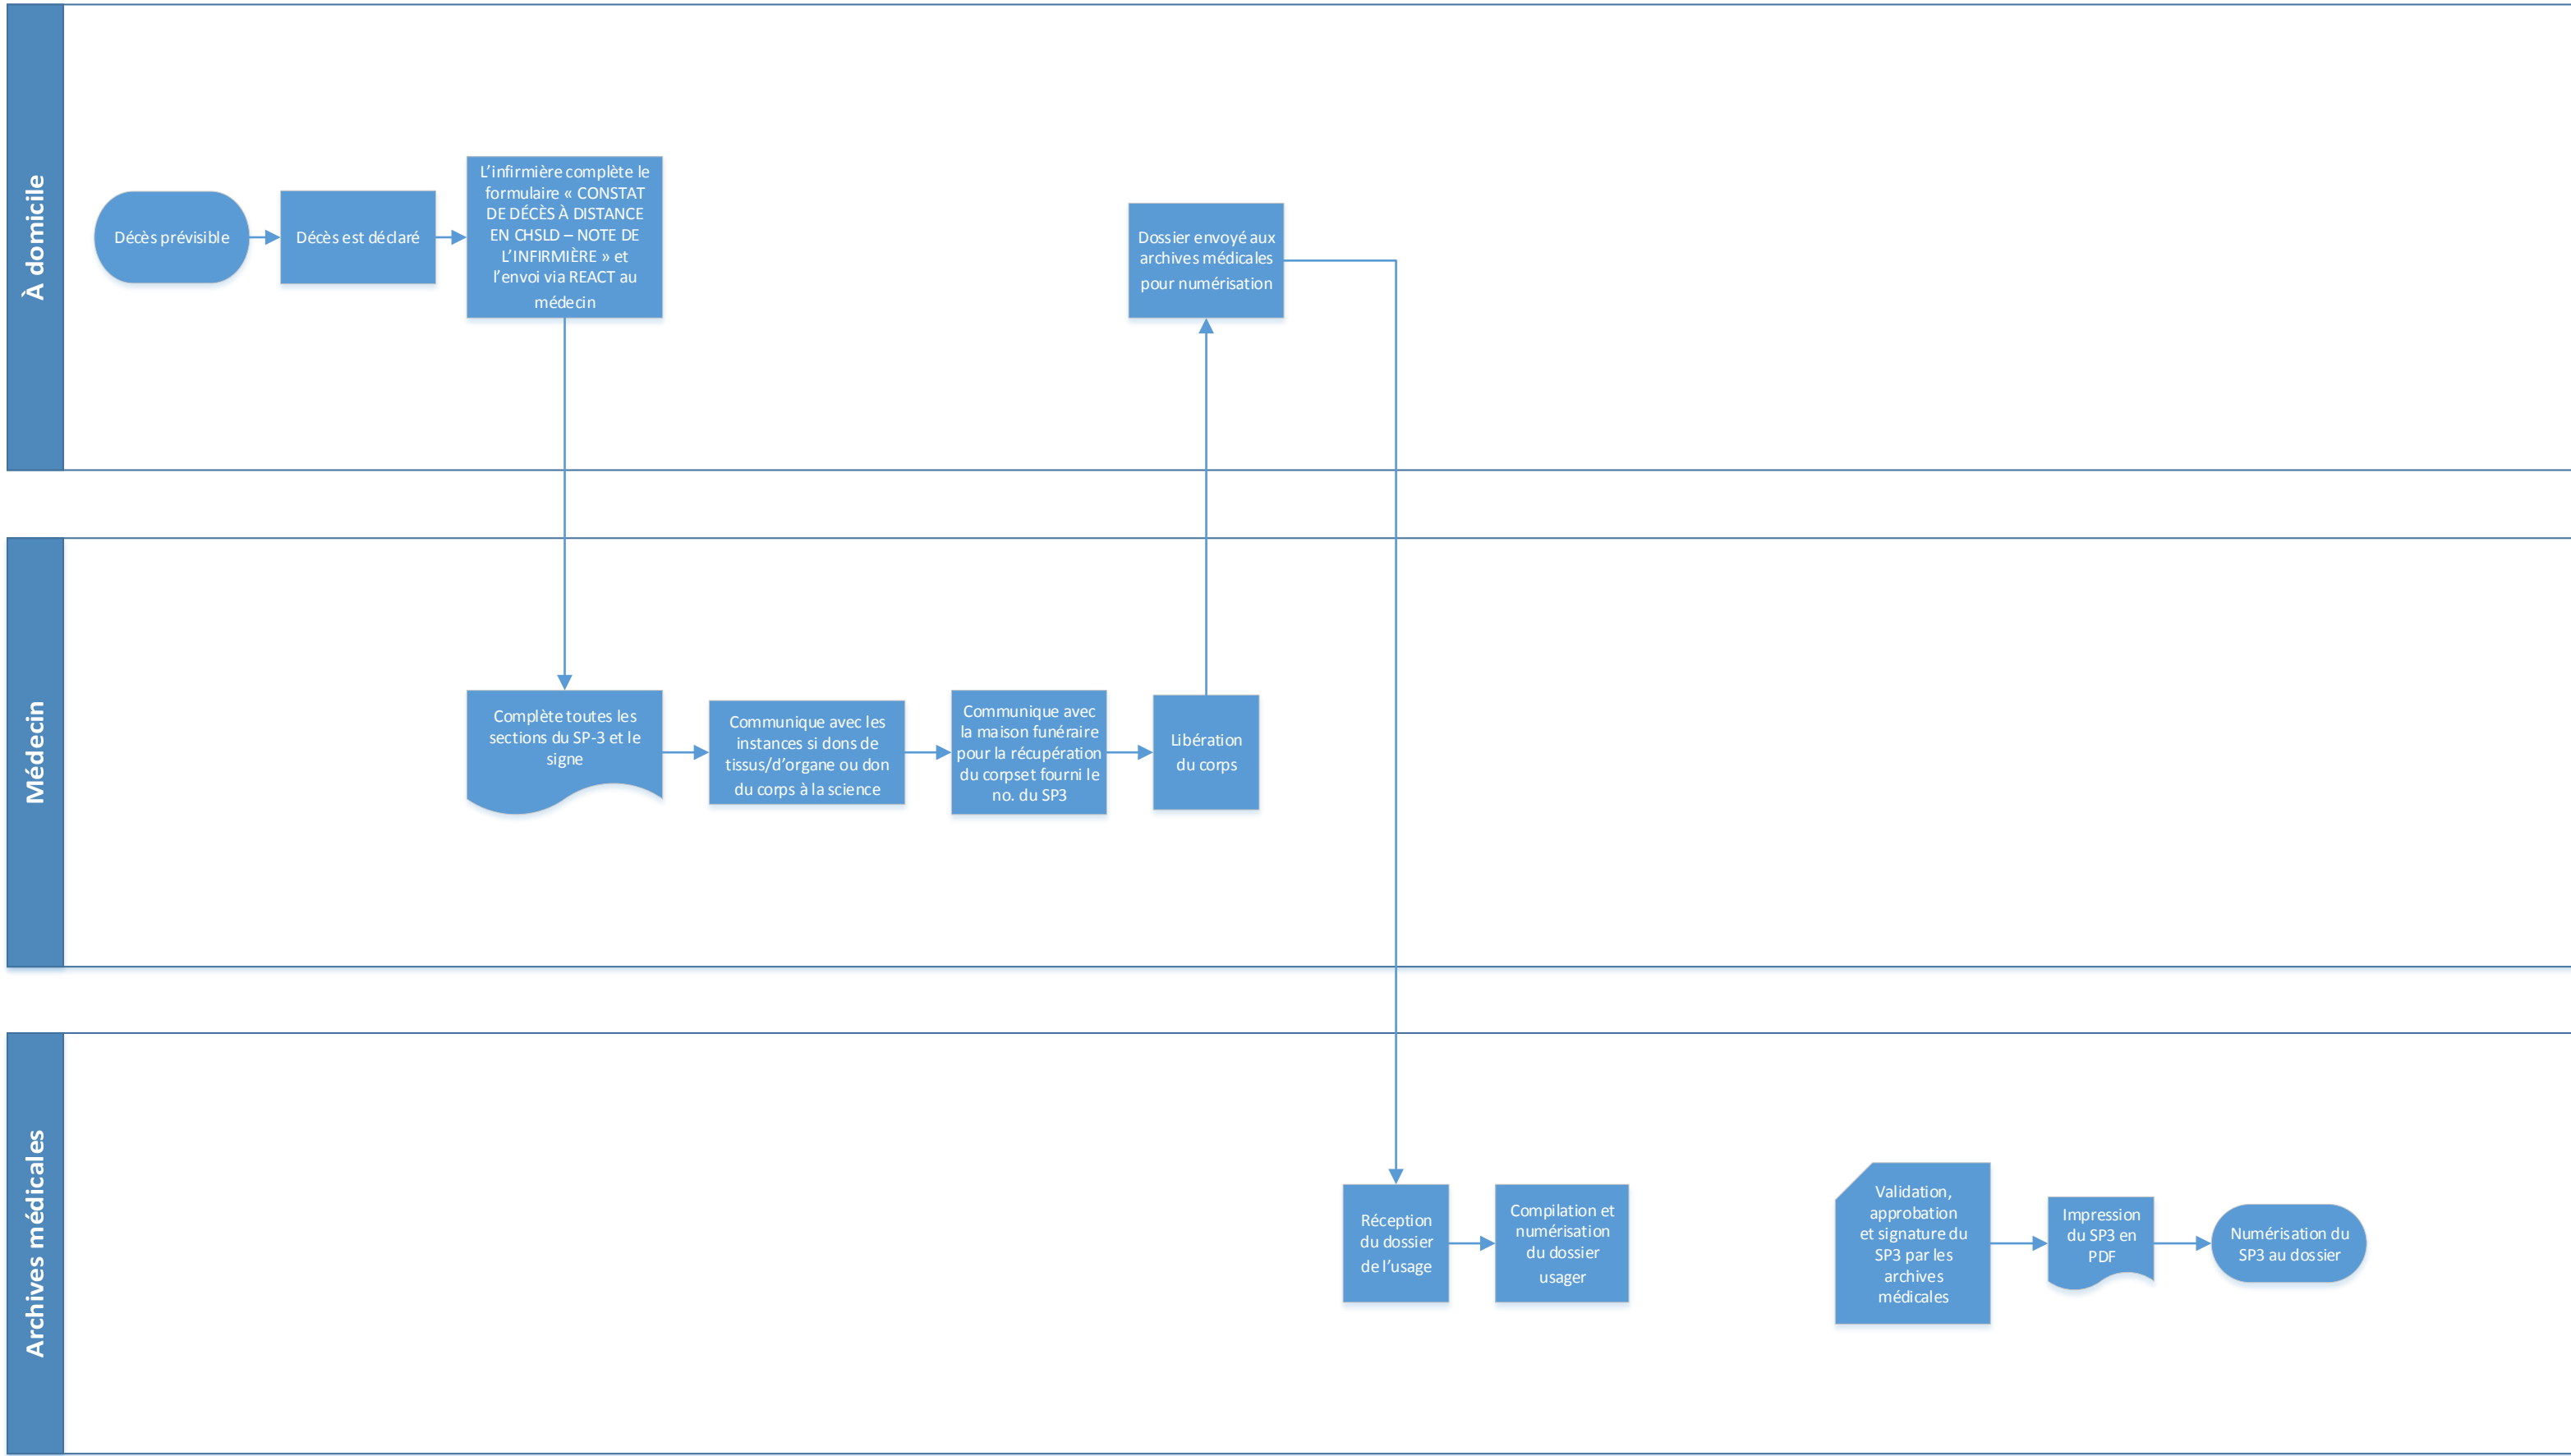 À domicile
Décès prévisible
Décès est déclaré
L’infirmière complète le
formulaire « CONSTAT
DE DÉCÈS À DISTANCE
EN CHSLD – NOTE DE
L’INFIRMIÈRE » et
l’envoi via REACT au
médecin
Dossier envoyé aux
archives médicales
pour numérisation
Médecin
Complète toutes les
sections du SP-3 et le
signe
Communique avec les
instances si dons de
tissus/d’organe ou don
du corps à la science
Communique avec
la maison funéraire
pour la récupération
du corpset fourni le
no. du SP3
Libération
du corps
Archives médicales
Réception
du dossier
de l’usage
Compilation et
numérisation
du dossier
usager
Validation,
approbation
et signature du
SP3 par les
archives
médicales
Impression
du SP3 en
PDF
Numérisation du
SP3 au dossier